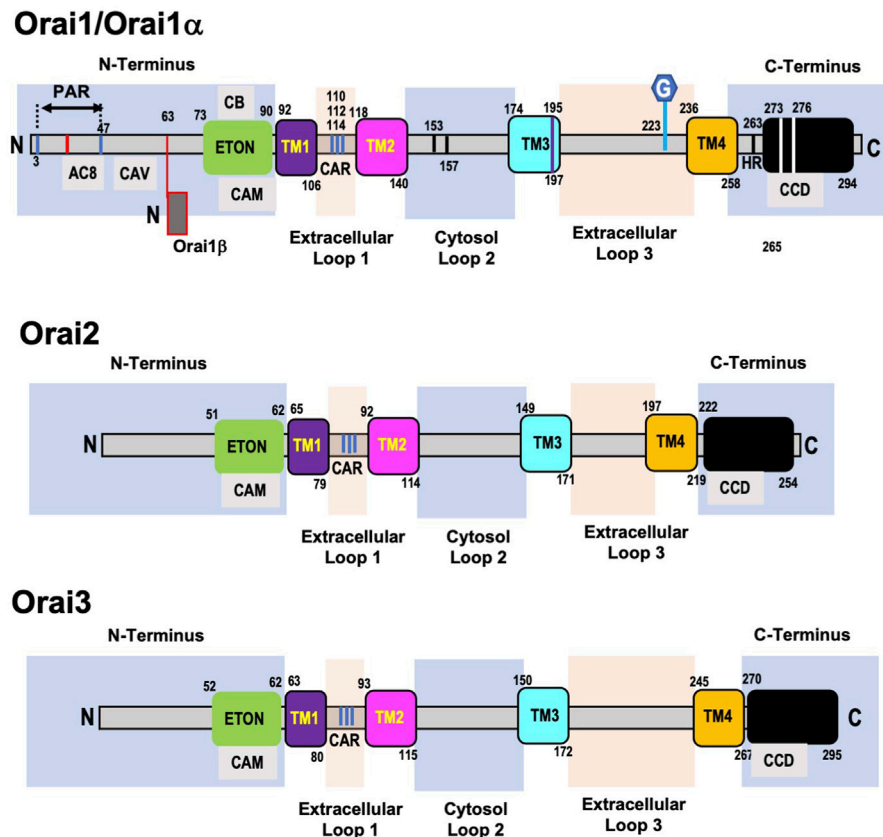 Orai1/Orai1α
N-Terminus
C-Terminus
PAR
CB
G
110
112
114
63 73 90 92 118 174 195 236 263 273 276
47 153 223
N ETON TM1 TM2 TM3 TM4 C
3 AC8 CAV CAR 157 HR
CAM 106 140 197 258 CCD 294
N
Orai1β
Extracellular
Loop 1
Cytosol
Loop 2
Extracellular
Loop 3
265
Orai2
N-Terminus
C-Terminus
51 62 65 92 149 197 222
N ETON TM1 TM2 TM3 TM4 C
CAR
CAM 79 114 171 219 CCD 254
Extracellular
Loop 1
Cytosol
Loop 2
Extracellular
Loop 3
Orai3
N-Terminus
C-Terminus
52 62 63 93 150 245 270
N ETON TM1 TM2 TM3 TM4 C
CAR
CAM 80 115 172 267 CCD 295
Extracellular
Loop 1
Cytosol
Loop 2
Extracellular
Loop 3